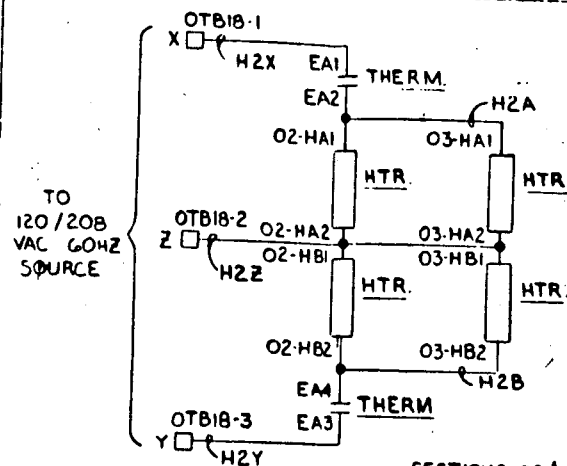 OTB18-1
X
H2X
EA1
THERM.
EA2
H2A
O2-HA1
O3-HA1
HTR.
HTR
TO
120/208
VAC 60HZ
SOURCE
OTB18-2
Z
H2Z
O2-HA2
O2-HB1
O3-HA2
O3-HB1
HTR.
HTR
O2-HB2
O3-HB2
H2B
EA4
THERM
EA3
OTB18-3
Y
H2Y